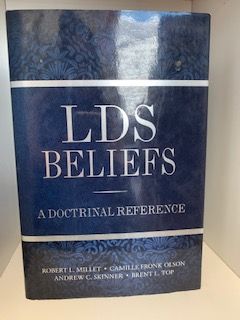 LDS
BELIEFS
A DOCTRINAL REFERENCE
ROBERT L. MILLET • CAMILLE FRONK OLSON
ANDREW C. SKINNER • BRENT L. TOP